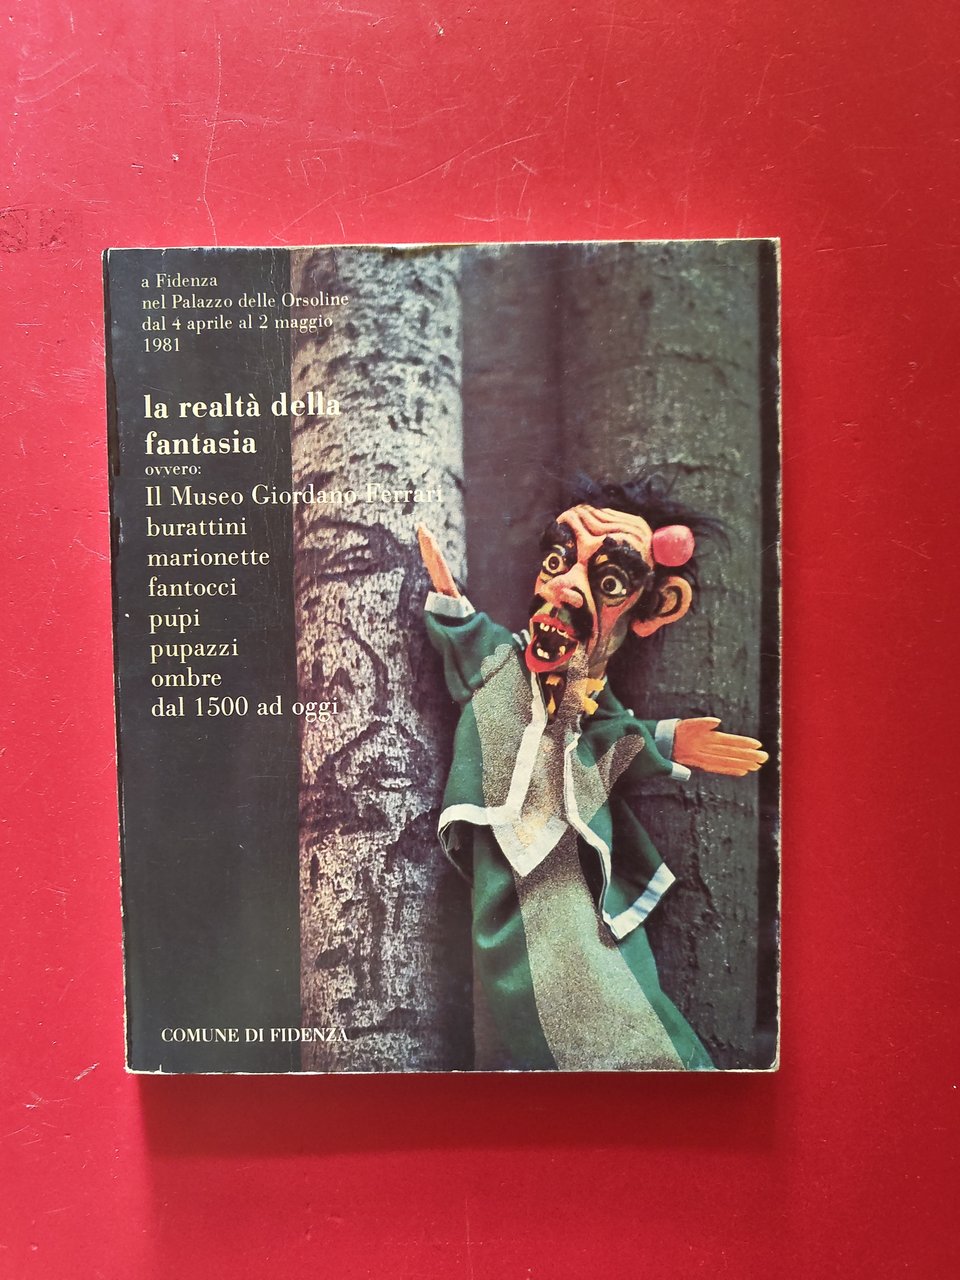 a Fidenza
nel Palazzo delle Orsoline
dal 4 aprile al 2 maggio
1981
la realtà della
fantasia
ovvero:
Il Museo Giordano Ferrari
burattini
marionette
fantocci
pupi
pupazzi
ombre
dal 1500 ad oggi
COMUNE DI FIDENZA